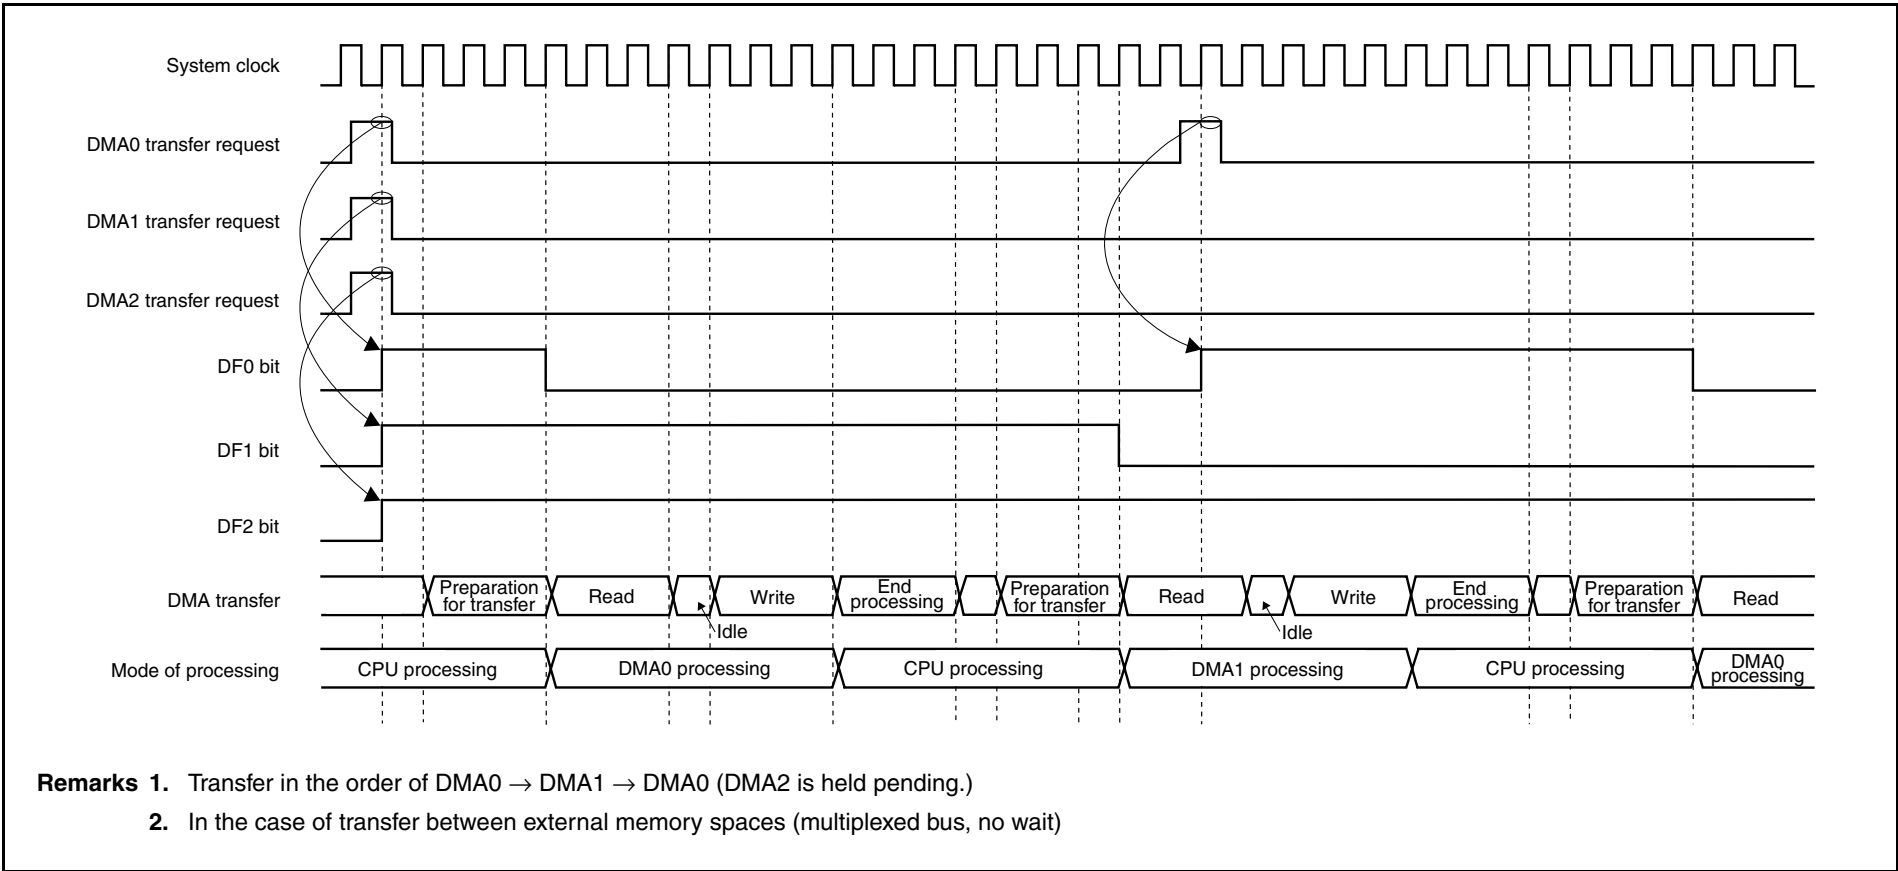 System clock
DMA0 transfer request
DMA1 transfer request
DMA2 transfer request
DF0 bit
DF1 bit
DF2 bit
DMA transfer
Preparation
for transfer
Read
Write
End
processing
Preparation
for transfer
Read
Write
End
processing
Preparation
for transfer
Read
Idle
Idle
Mode of processing
CPU processing
DMA0 processing
CPU processing
DMA1 processing
CPU processing
DMA0
processing
Remarks 1. Transfer in the order of DMA0 → DMA1 → DMA0 (DMA2 is held pending.)
2. In the case of transfer between external memory spaces (multiplexed bus, no wait)